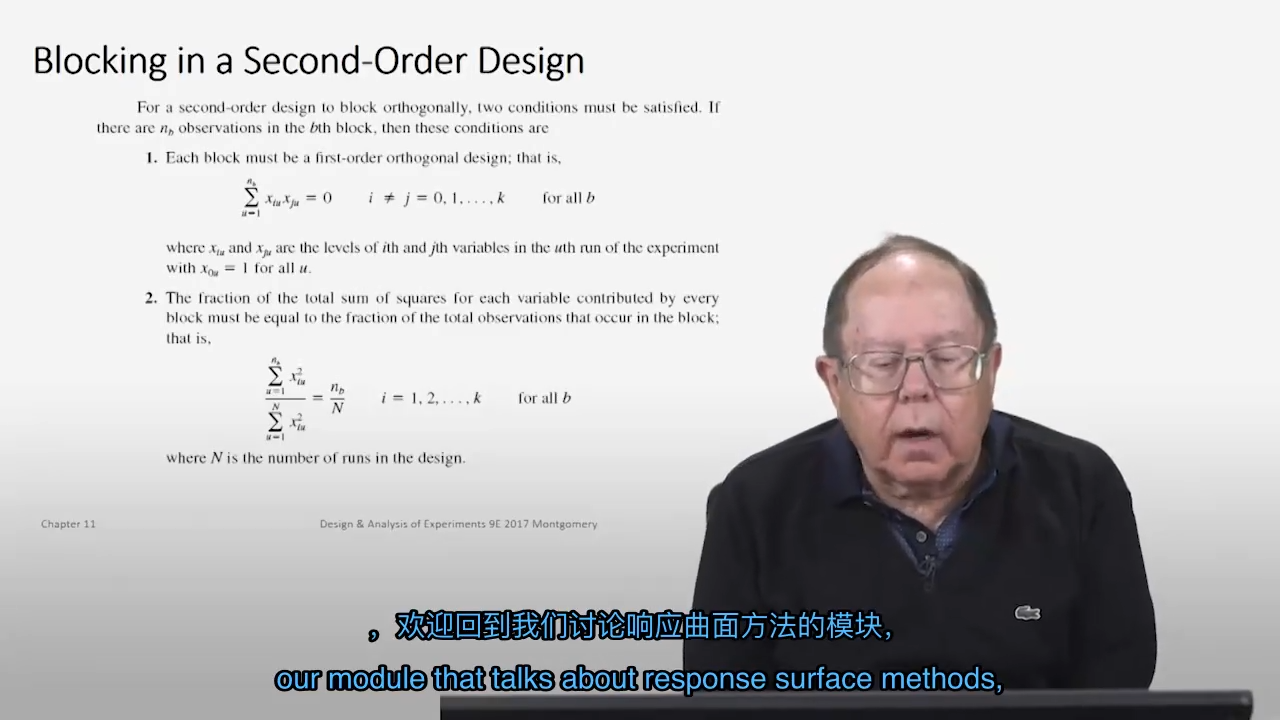 Blocking in a Second-Order Design
For a second-order design to block orthogonally, two conditions must be satisfied. If
there are n_b observations in the bth block, then these conditions are
1. Each block must be a first-order orthogonal design; that is,
∑_{u=1}^{n_b} x_{iu}x_{ju} = 0 i ≠ j = 0, 1, . . . , k for all b
where x_{iu} and x_{ju} are the levels of ith and jth variables in the uth run of the experiment
with x_{0u} = 1 for all u.
2. The fraction of the total sum of squares for each variable contributed by every
block must be equal to the fraction of the total observations that occur in the block;
that is,
∑_{u=1}^{n_b} x_{iu}^2 / ∑_{u=1}^{N} x_{iu}^2 = n_b / N i = 1, 2, . . . , k for all b
where N is the number of runs in the design.
Chapter 11
Design & Analysis of Experiments 9E 2017 Montgomery
，欢迎回到我们讨论响应曲面方法的模块，
our module that talks about response surface methods,